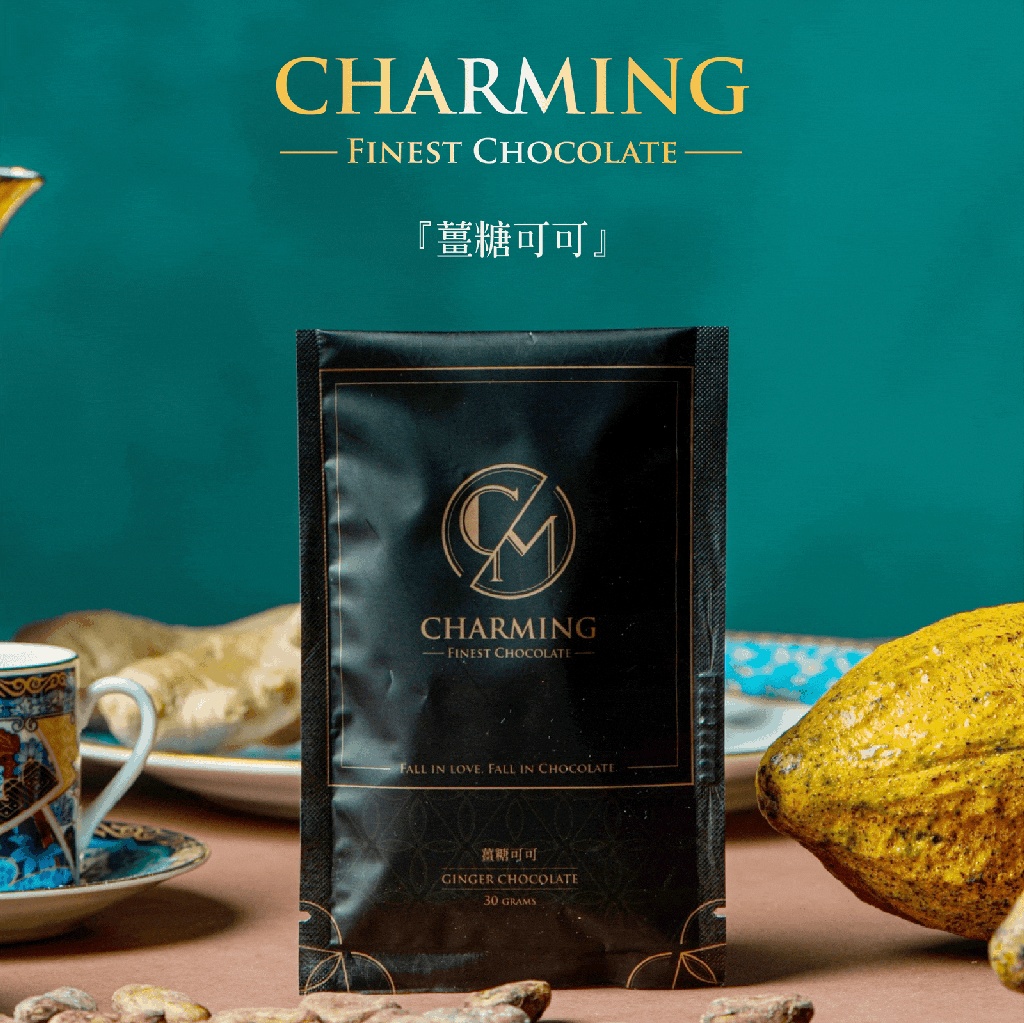 CHARMING
FINEST CHOCOLATE
『薑糖可可』
CM
CHARMING
FINEST CHOCOLATE
FALL IN LOVE. FALL IN CHOCOLATE.
薑糖可可
GINGER CHOCOLATE
30 GRAMS